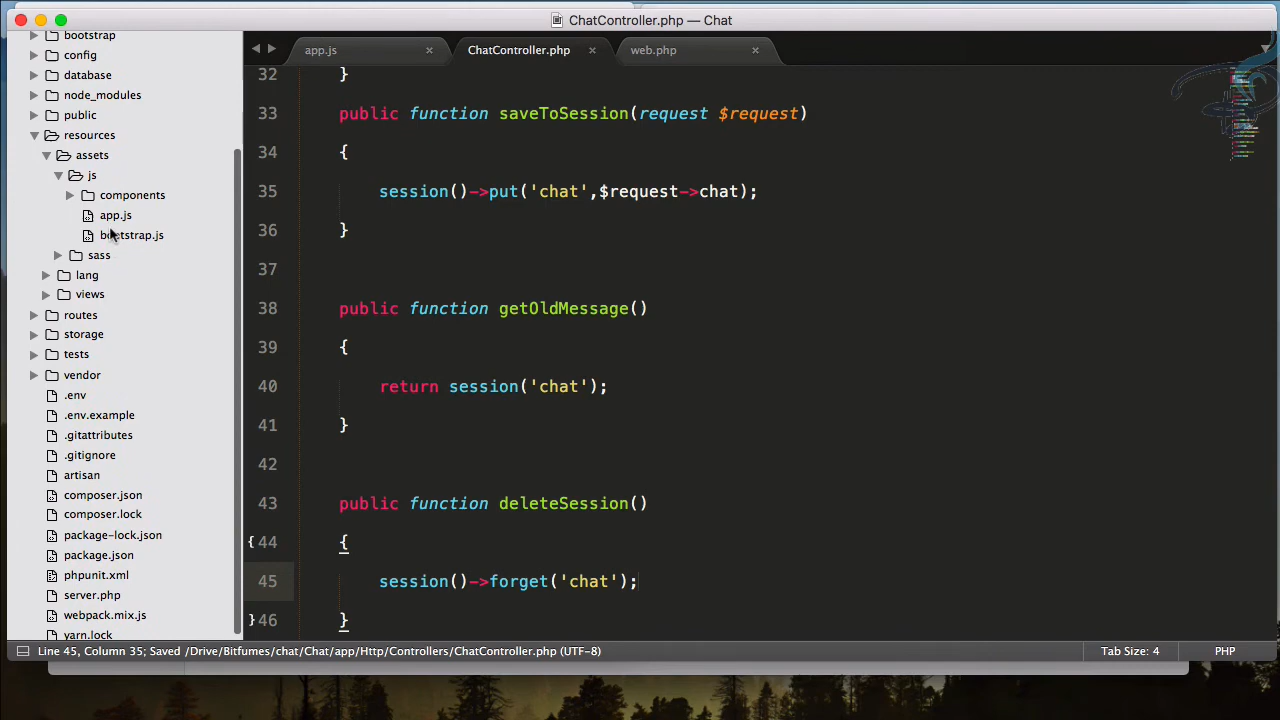 ChatController.php — Chat
bootstrap
config
database
node_modules
public
resources
assets
js
components
app.js
bootstrap.js
sass
lang
views
routes
storage
tests
vendor
.env
.env.example
.gitattributes
.gitignore
artisan
composer.json
composer.lock
package-lock.json
package.json
phpunit.xml
server.php
webpack.mix.js
yarn.lock
app.js ChatController.php web.php
32 }
33 public function saveToSession(request $request)
34 {
35 session()->put('chat',$request->chat);
36 }
37
38 public function getOldMessage()
39 {
40 return session('chat');
41 }
42
43 public function deleteSession()
{ 44 {
45 session()->forget('chat');
} 46 }
Line 45, Column 35; Saved /Drive/Bitfumes/chat/Chat/app/Http/Controllers/ChatController.php (UTF-8) Tab Size: 4 PHP